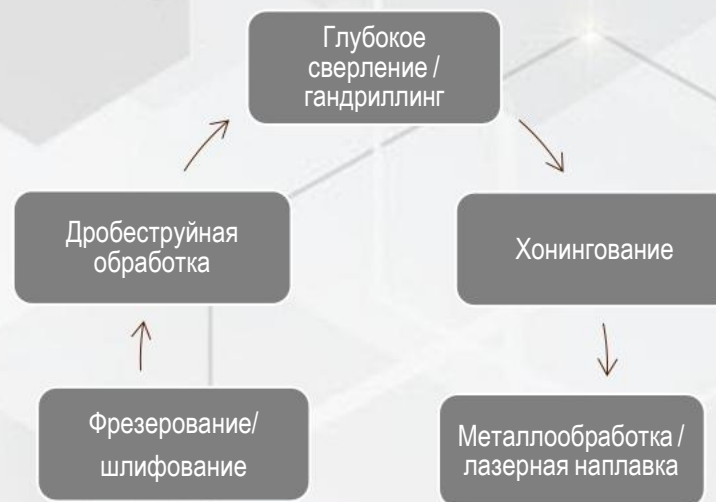 Глубокое
сверление /
гандриллинг
Дробеструйная
обработка
Хонингование
Фрезерование/
шлифование
Металлообработка /
лазерная наплавка